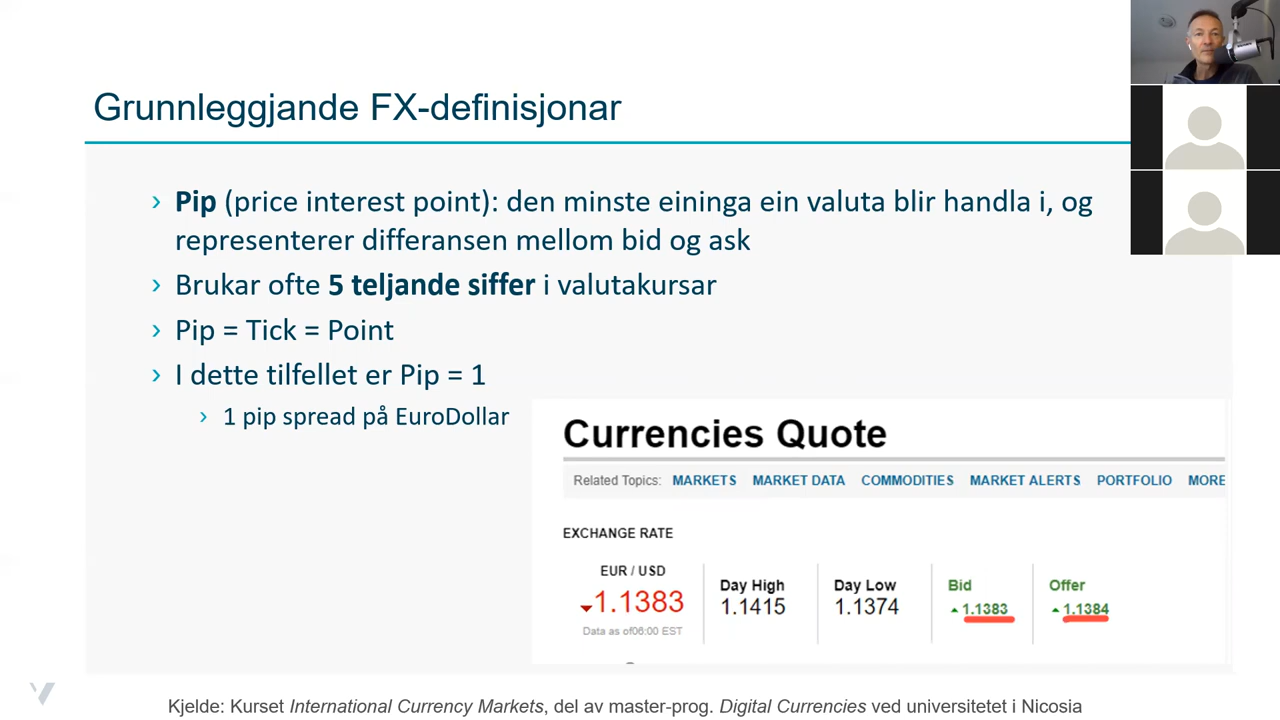 Grunnleggjande FX-definisjonar
› Pip (price interest point): den minste eininga ein valuta blir handla i, og
representerer differansen mellom bid og ask
› Brukar ofte 5 teljande siffer i valutakursar
› Pip = Tick = Point
› I dette tilfellet er Pip = 1
› 1 pip spread på EuroDollar
Currencies Quote
Related Topics: MARKETS MARKET DATA COMMODITIES MARKET ALERTS PORTFOLIO MORE
EXCHANGE RATE
EUR / USD
1.1383
Data as of06:00 EST
Day High
1.1415
Day Low
1.1374
Bid
1.1383
Offer
1.1384
Kjelde: Kurset International Currency Markets, del av master-prog. Digital Currencies ved universitetet i Nicosia